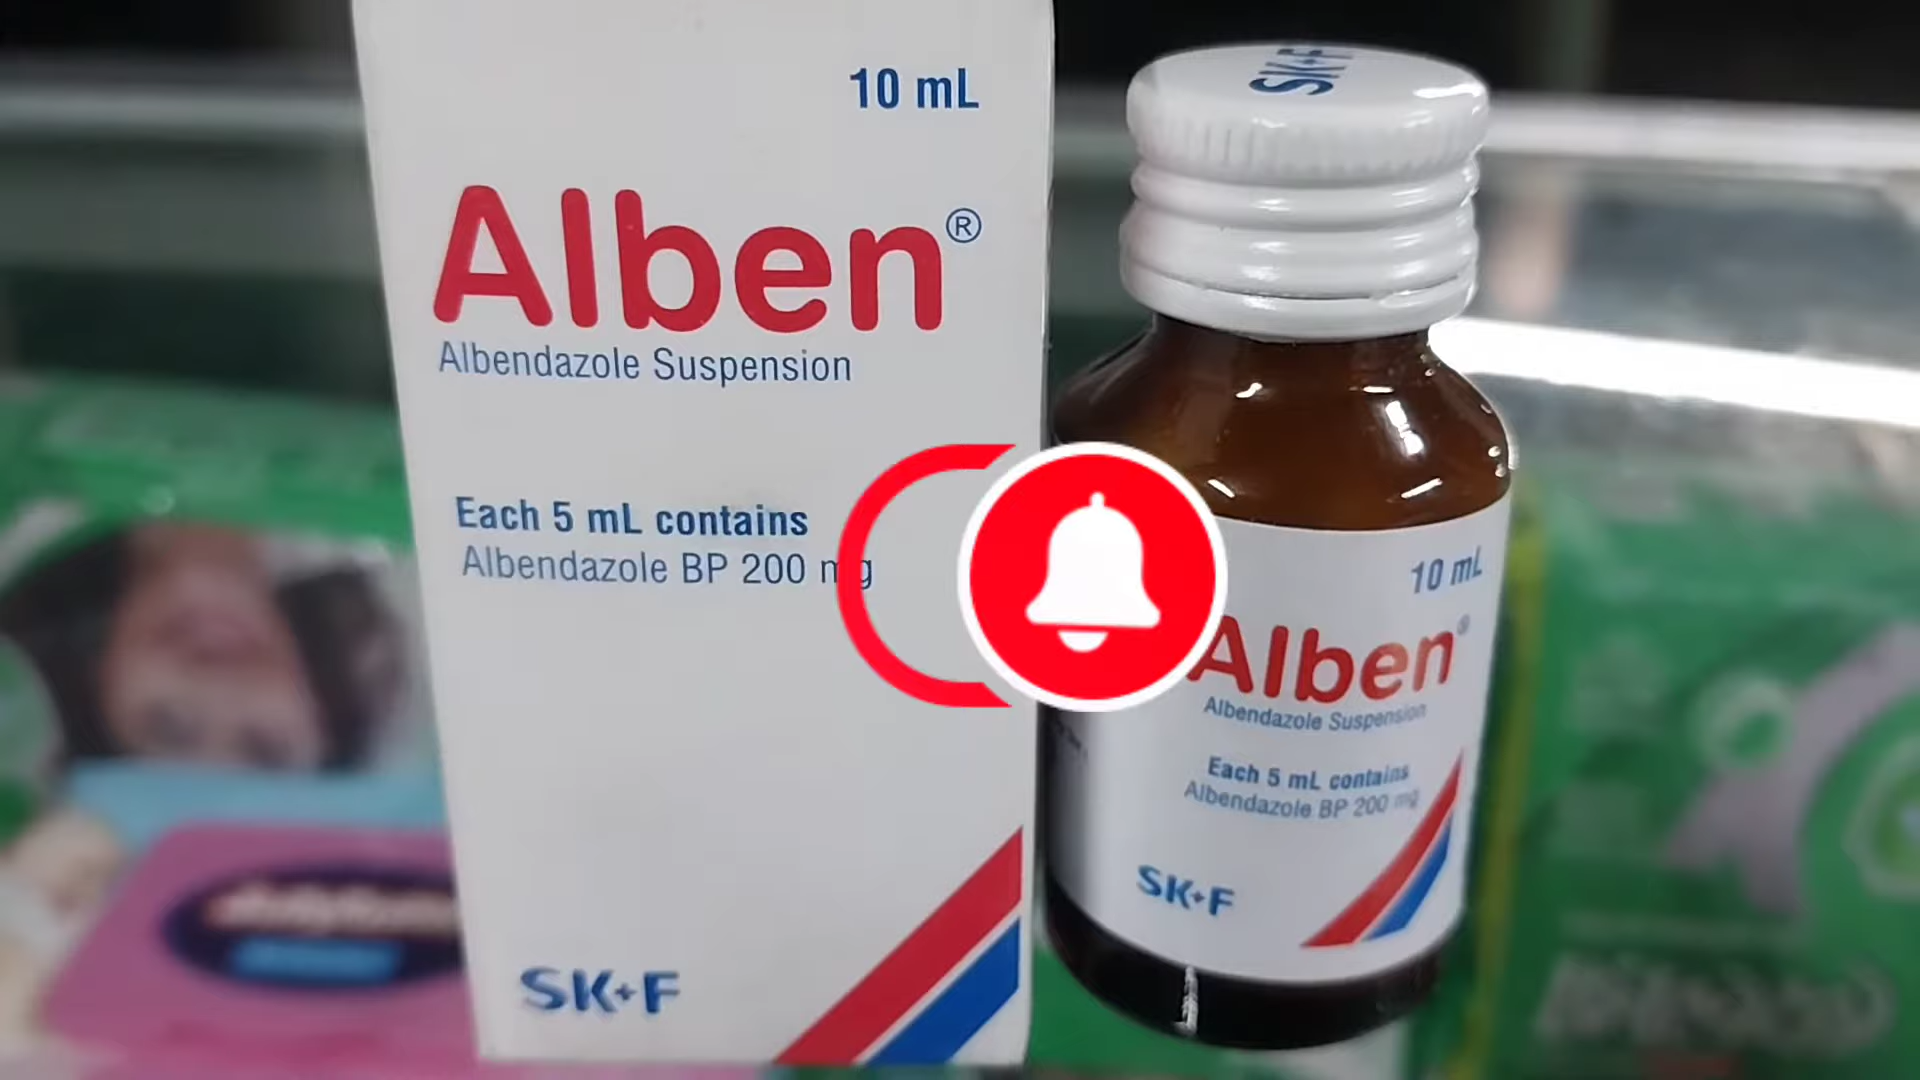 10 mL
Alben®
Albendazole Suspension
Each 5 mL contains
Albendazole BP 200 mg
SK+F
SK+F
10 mL
Alben®
Albendazole Suspension
Each 5 mL contains
Albendazole BP 200 mg
SK+F